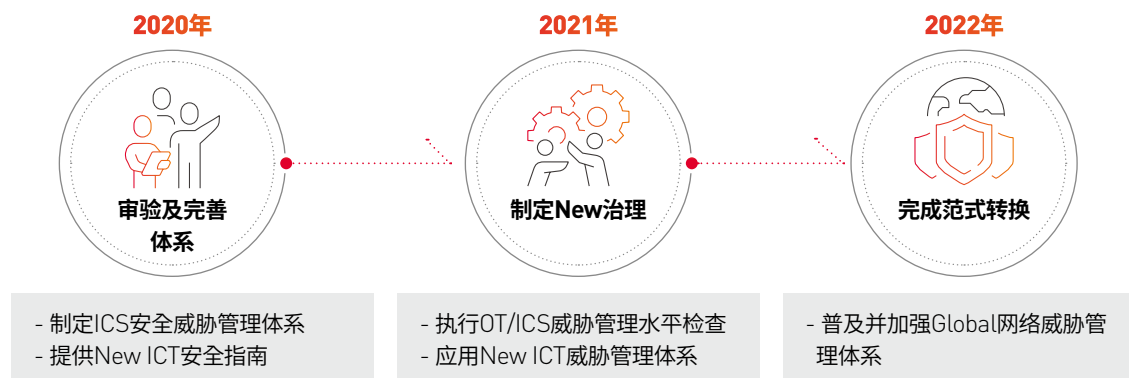 2020年
2021年
2022年
审验及完善
体系
制定New治理
完成范式转换
- 制定ICS安全威胁管理体系
- 提供New ICT安全指南
- 执行OT/ICS威胁管理水平检查
- 应用New ICT威胁管理体系
- 普及并加强Global网络威胁管
理体系